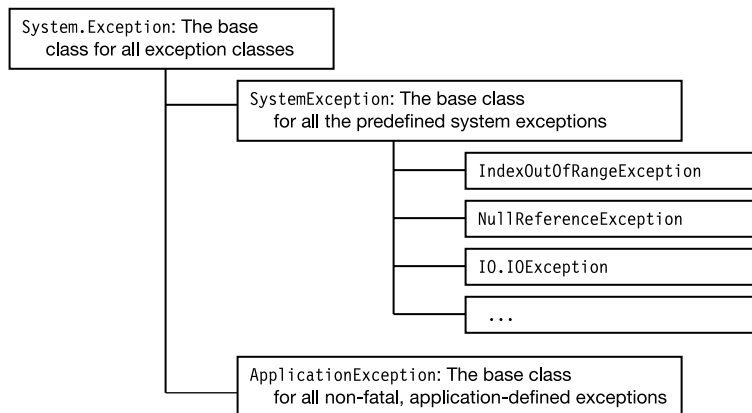 System.Exception: The base
class for all exception classes
SystemException: The base class
for all the predefined system exceptions
IndexOutOfRangeException
NullReferenceException
IO.IOException
...
ApplicationException: The base class
for all non-fatal, application-defined exceptions